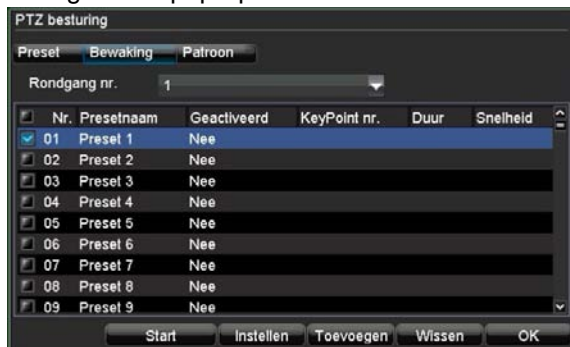 PTZ besturing
Preset Bewaking Patroon
Rondgang nr. 1
Nr. Presetnaam Geactiveerd KeyPoint nr. Duur Snelheid
01 Preset 1 Nee
02 Preset 2 Nee
03 Preset 3 Nee
04 Preset 4 Nee
05 Preset 5 Nee
06 Preset 6 Nee
07 Preset 7 Nee
08 Preset 8 Nee
09 Preset 9 Nee
Start Instellen Toevoegen Wissen OK